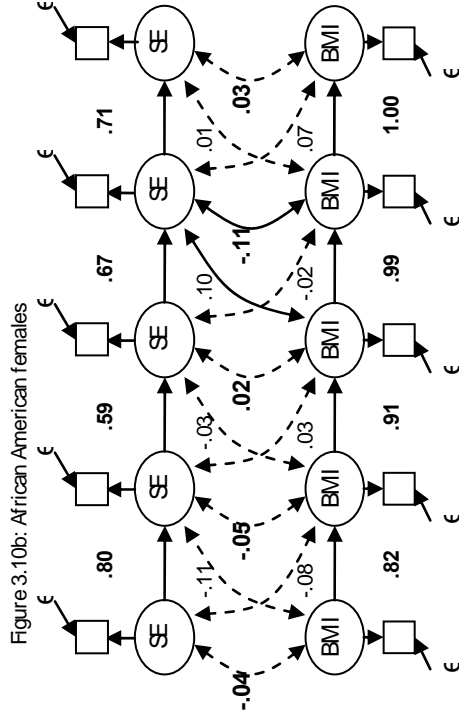 Figure 3.10b: African American females
ε ε ε ε ε
.80 .59 .67 .71
SE SE SE SE SE
-.11 -.03 .10 .01
-.04 -.05 .02 -.11 .03
-.08 .03 -.02 .07
BMI BMI BMI BMI BMI
.82 .91 .99 1.00
ε ε ε ε ε